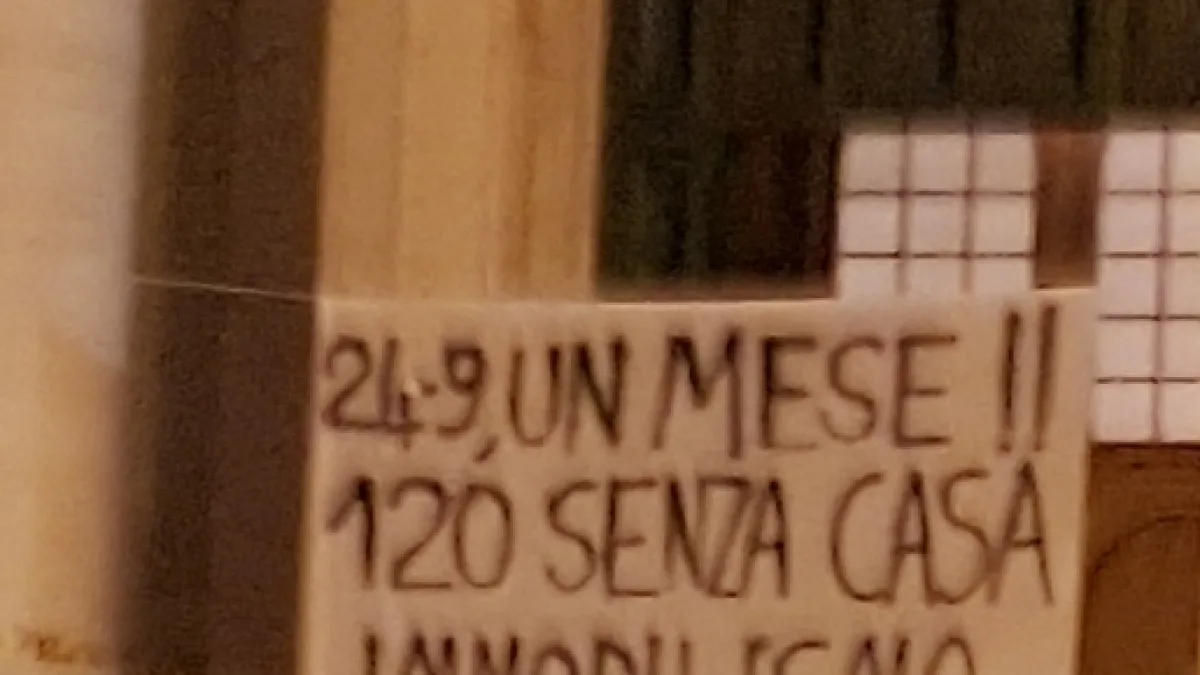 24.9, UN MESE !!
120 SENZA CASA